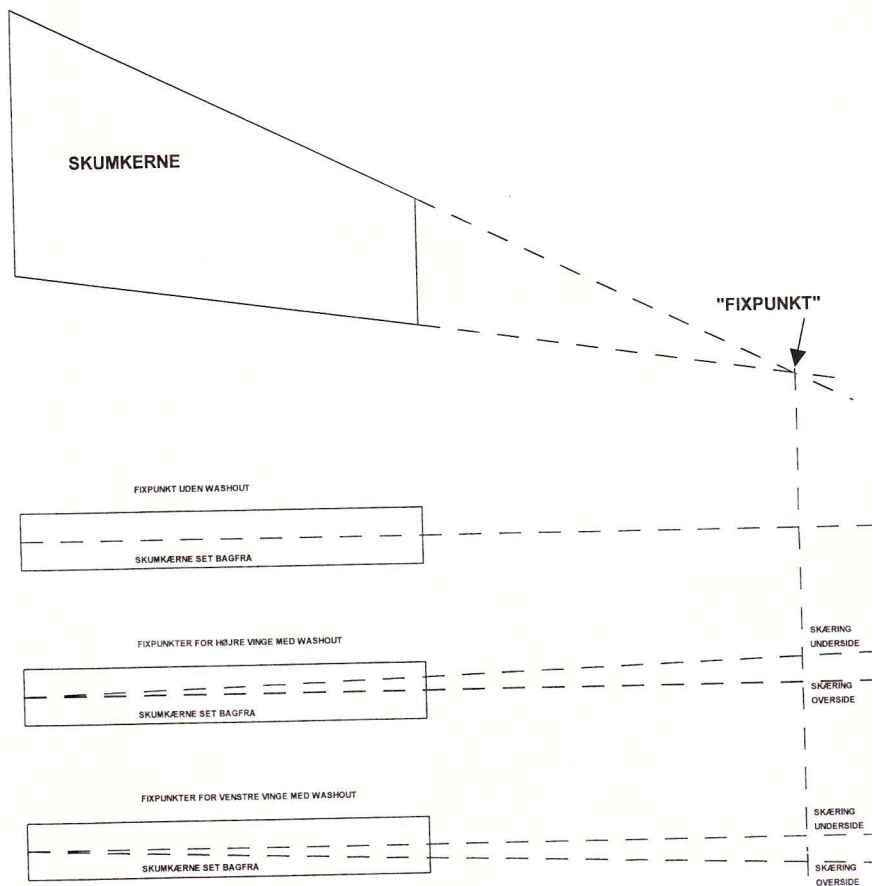 SKUMKERNE
"FIXPUNKT"
FIXPUNKT UDEN WASHOUT
SKUMKÆRNE SET BAGFRA
FIXPUNKTER FOR HØJRE VINGE MED WASHOUT
SKÆRING
UNDERSIDE
SKÆRING
OVERSIDE
SKUMKÆRNE SET BAGFRA
FIXPUNKTER FOR VENSTRE VINGE MED WASHOUT
SKÆRING
UNDERSIDE
SKÆRING
OVERSIDE
SKUMKÆRNE SET BAGFRA